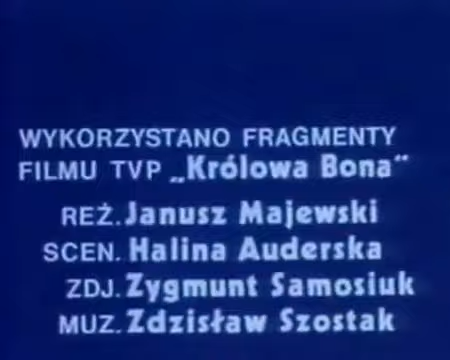 WYKORZYSTANO FRAGMENTY
FILMU TVP „Królowa Bona”
REŻ. Janusz Majewski
SCEN. Halina Auderska
ZDJ. Zygmunt Samosiuk
MUZ. Zdzisław Szostak